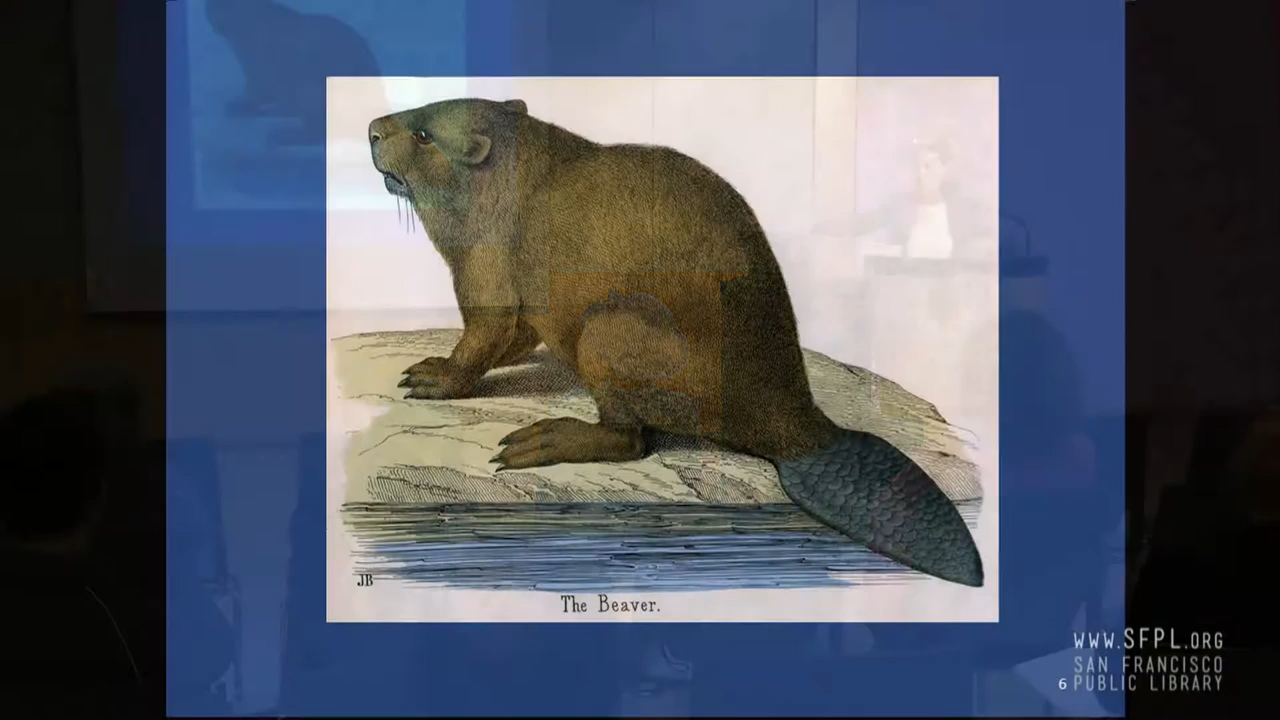 JB
The Beaver.
WWW.SFPL.ORG
SAN FRANCISCO
6 PUBLIC LIBRARY